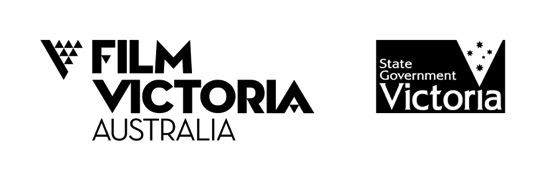 FILM
VICTORIA
AUSTRALIA
State
Government
Victoria